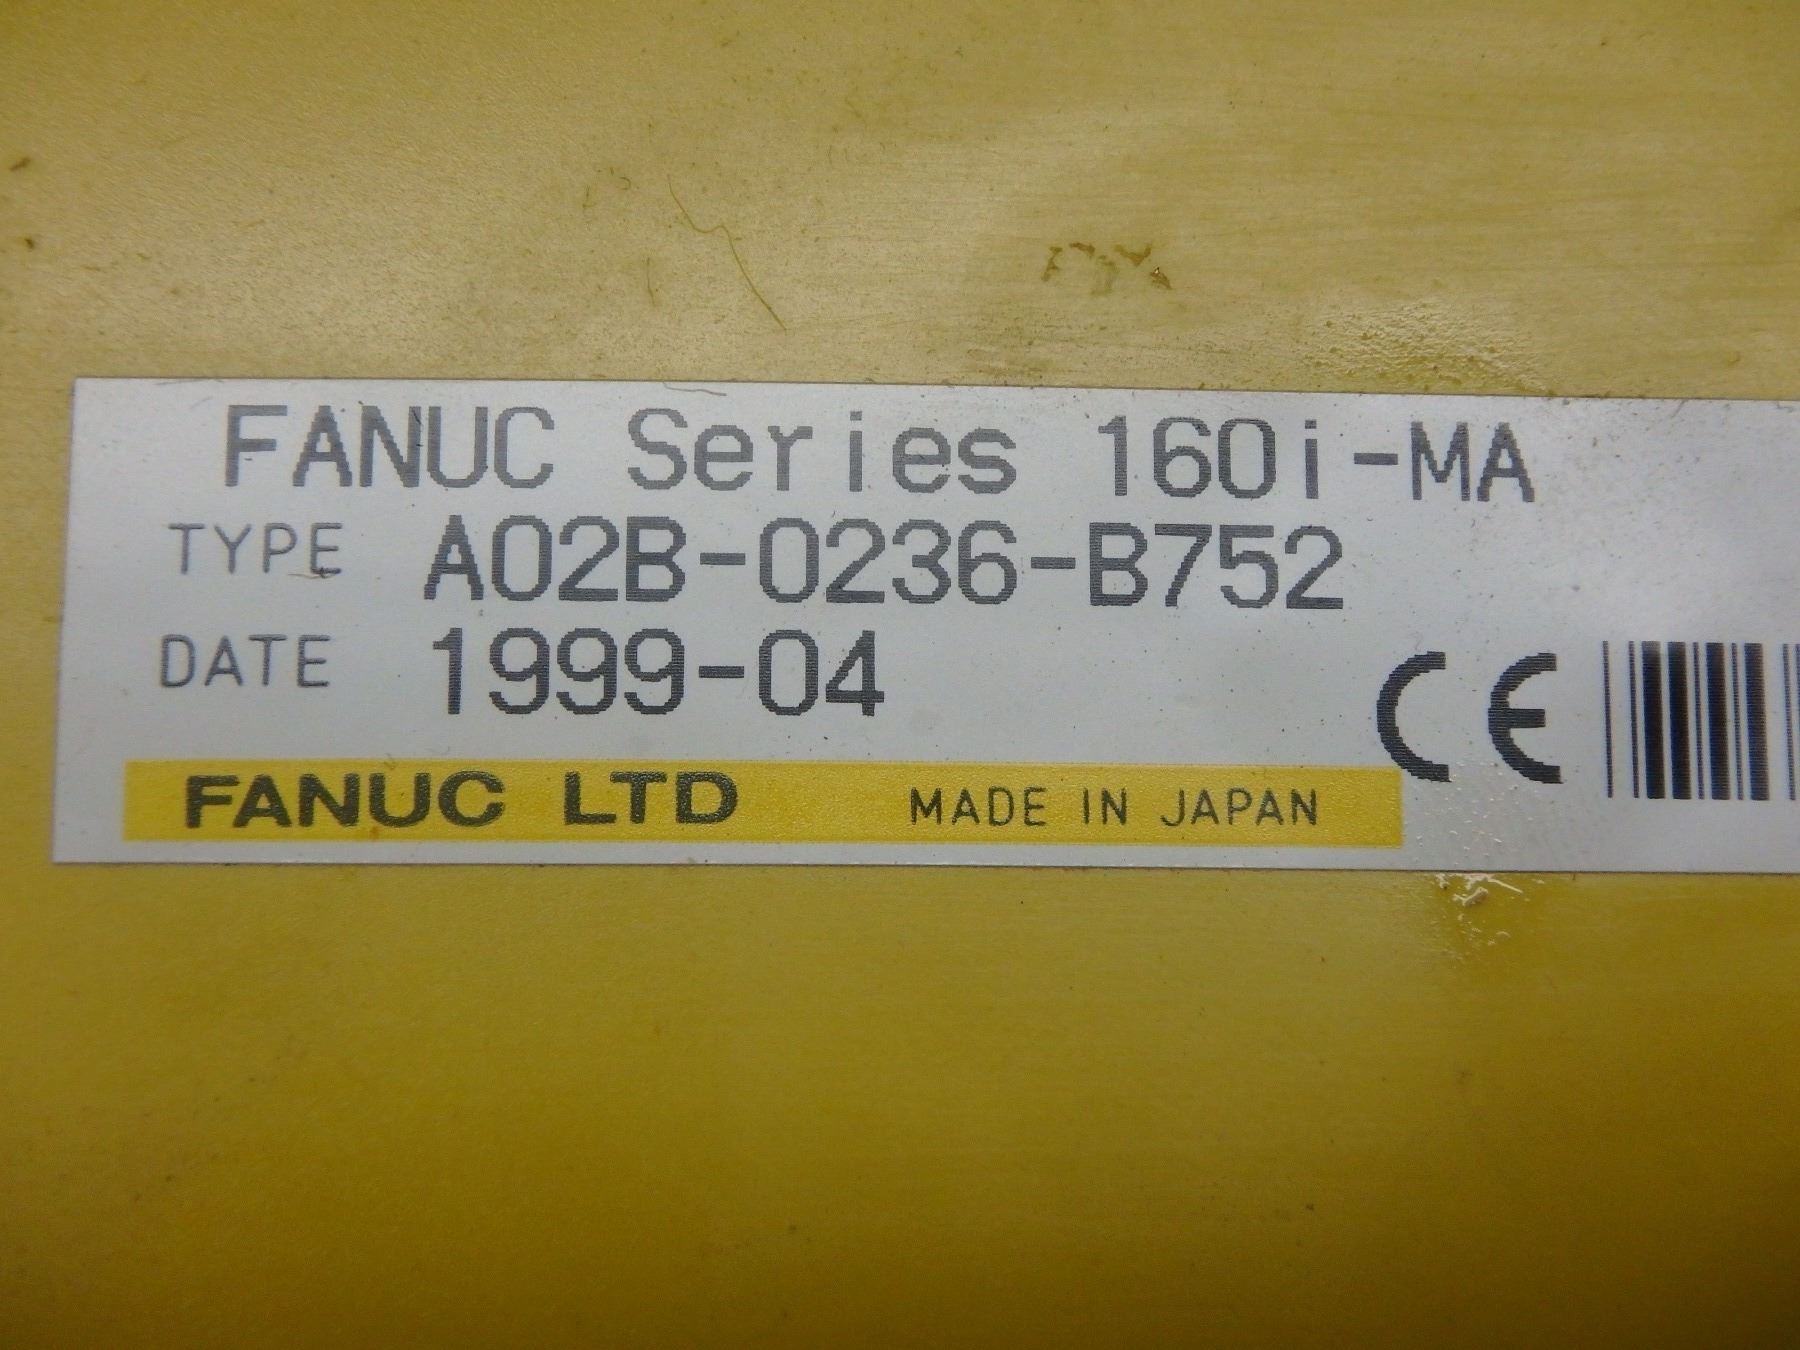 FANUC Series 160i-MA
TYPE A02B-0236-B752
DATE 1999-04
CE
FANUC LTD MADE IN JAPAN